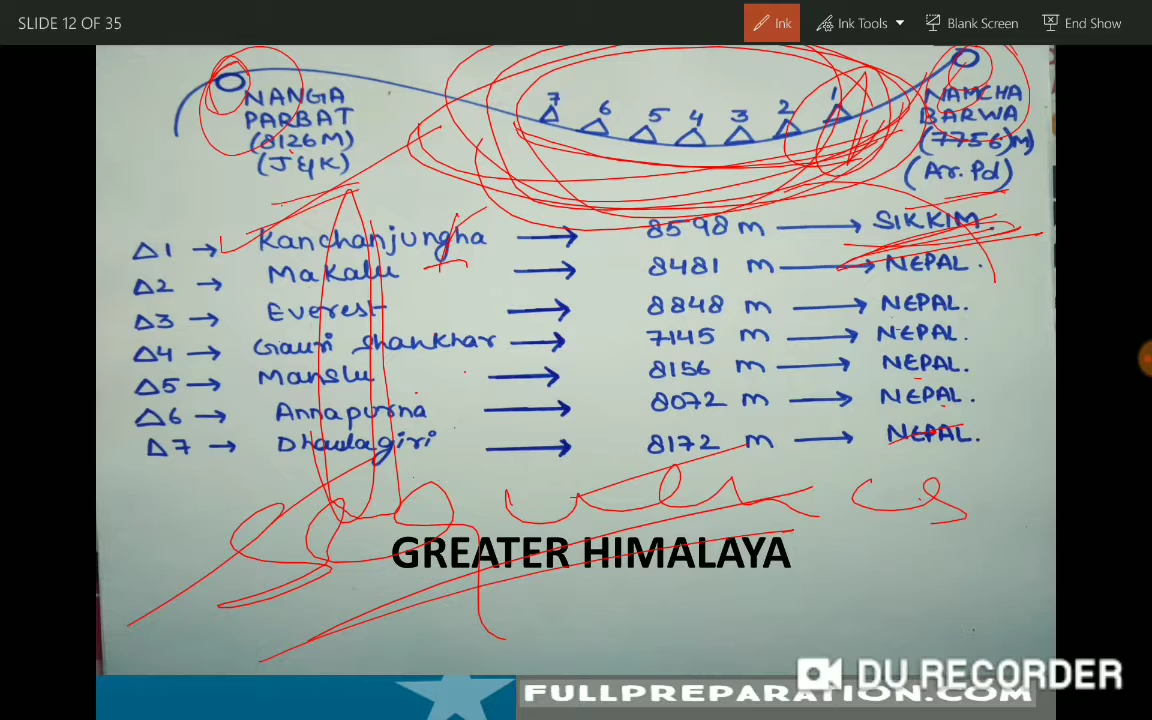 SLIDE 12 OF 35
Ink
Ink Tools
Blank Screen
End Show
NANGA PARBAT (8126M) (J&K)
7 6 5 4 3 2 1
NAMCHA BARWA (7756)M) (Ar.Pd)
Δ1 → Kanchanjungha → 8598 m → SIKKIM.
Δ2 → Makalu → 8481 m → NEPAL.
Δ3 → Everest → 8848 m → NEPAL.
Δ4 → Gauri Shankhar → 7145 m → NEPAL.
Δ5 → Manslu → 8156 m → NEPAL.
Δ6 → Annapurna → 8072 m → NEPAL.
Δ7 → Dhaulagiri → 8172 m → NEPAL.
GREATER HIMALAYA
DU RECORDER
FULLPREPARATION.COM